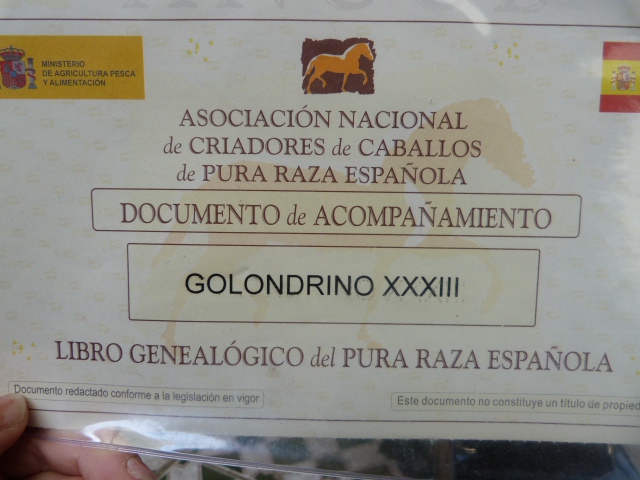 MINISTERIO
DE AGRICULTURA PESCA
Y ALIMENTACIÓN
ASOCIACIÓN NACIONAL
de CRIADORES de CABALLOS
de PURA RAZA ESPAÑOLA
DOCUMENTO de ACOMPAÑAMIENTO
GOLONDRINO XXXIII
LIBRO GENEALÓGICO del PURA RAZA ESPAÑOLA
Documento redactado conforme a la legislación en vigor
Este documento no constituye un título de propied